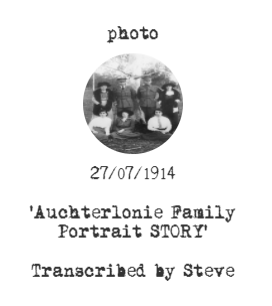 photo
27/07/1914
'Auchterlonie Family
Portrait STORY'
Transcribed by Steve